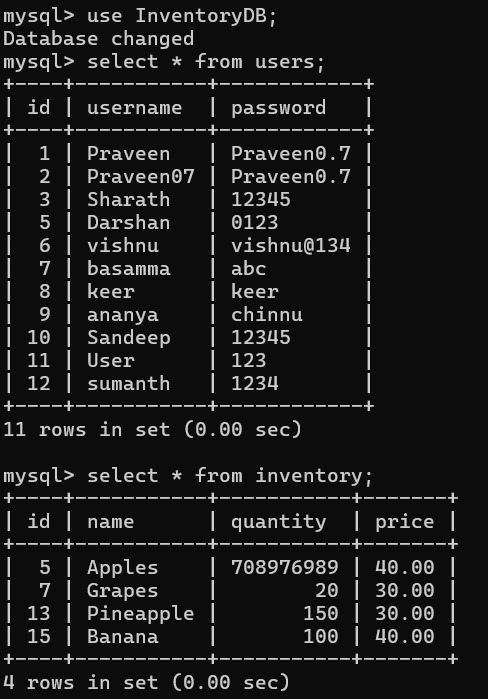 mysql> use InventoryDB;
Database changed
mysql> select * from users;
+----+-----------+------------+
| id | username  | password   |
+----+-----------+------------+
|  1 | Praveen   | Praveen0.7 |
|  2 | Praveen07 | Praveen0.7 |
|  3 | Sharath   | 12345      |
|  5 | Darshan   | 0123       |
|  6 | vishnu    | vishnu@134 |
|  7 | basamma   | abc        |
|  8 | keer      | keer       |
|  9 | ananya    | chinnu     |
| 10 | Sandeep   | 12345      |
| 11 | User      | 123        |
| 12 | sumanth   | 1234       |
+----+-----------+------------+
11 rows in set (0.00 sec)

mysql> select * from inventory;
+----+-----------+-----------+-------+
| id | name      | quantity  | price |
+----+-----------+-----------+-------+
|  5 | Apples    | 708976989 | 40.00 |
|  7 | Grapes    |        20 | 30.00 |
| 13 | Pineapple |       150 | 30.00 |
| 15 | Banana    |       100 | 40.00 |
+----+-----------+-----------+-------+
4 rows in set (0.00 sec)